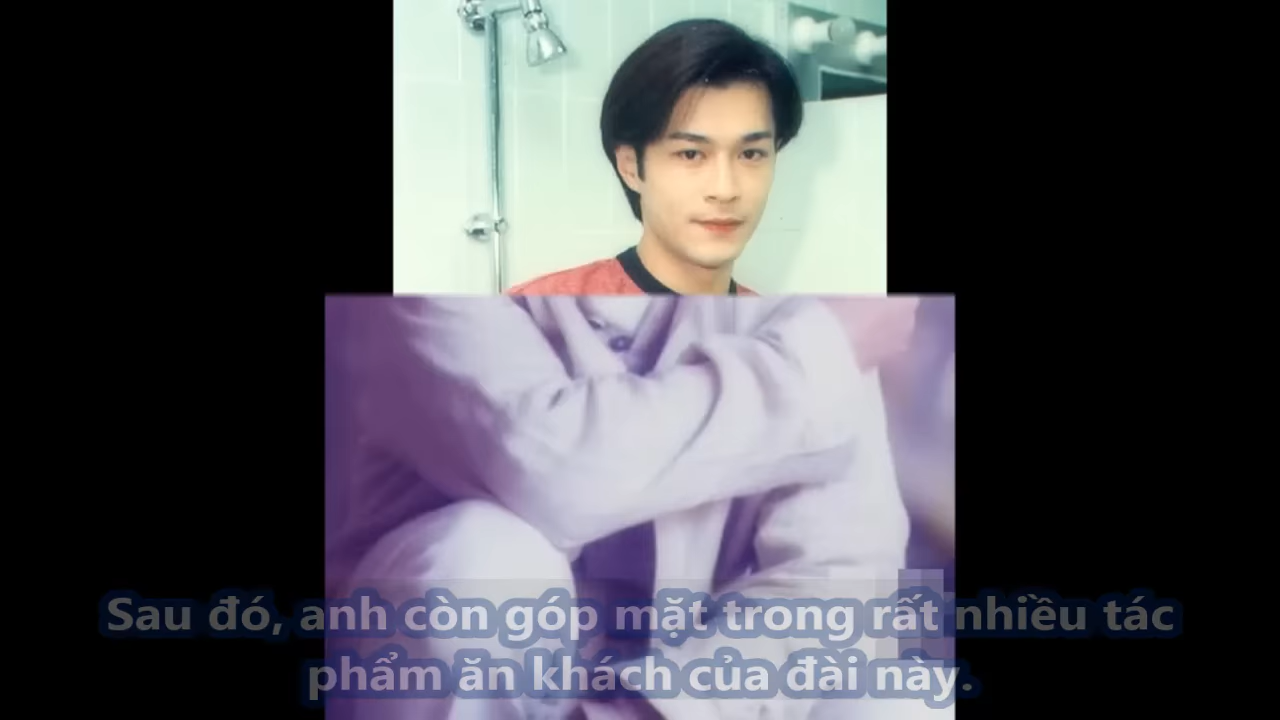 Sau đó, anh còn góp mặt trong rất nhiều tác
phẩm ăn khách của đài này.